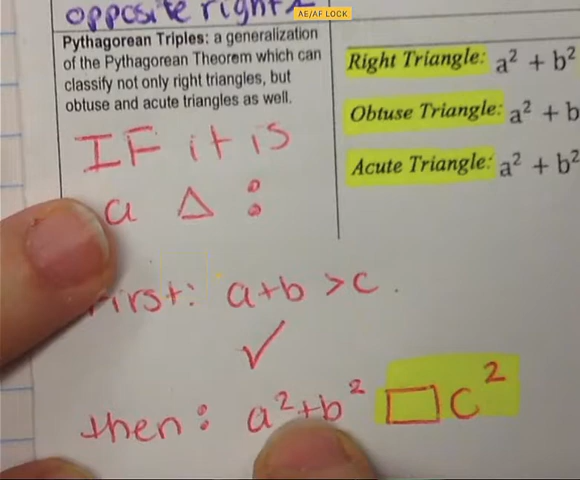 opposite right
AE/AF LOCK
Pythagorean Triples: a generalization
of the Pythagorean Theorem which can
classify not only right triangles, but
obtuse and acute triangles as well.
Right Triangle: a² + b²
Obtuse Triangle: a² + b
Acute Triangle: a² + b²
IF it is
a △ :
First: a+b >c.
✓
then: a²+b² □ c²